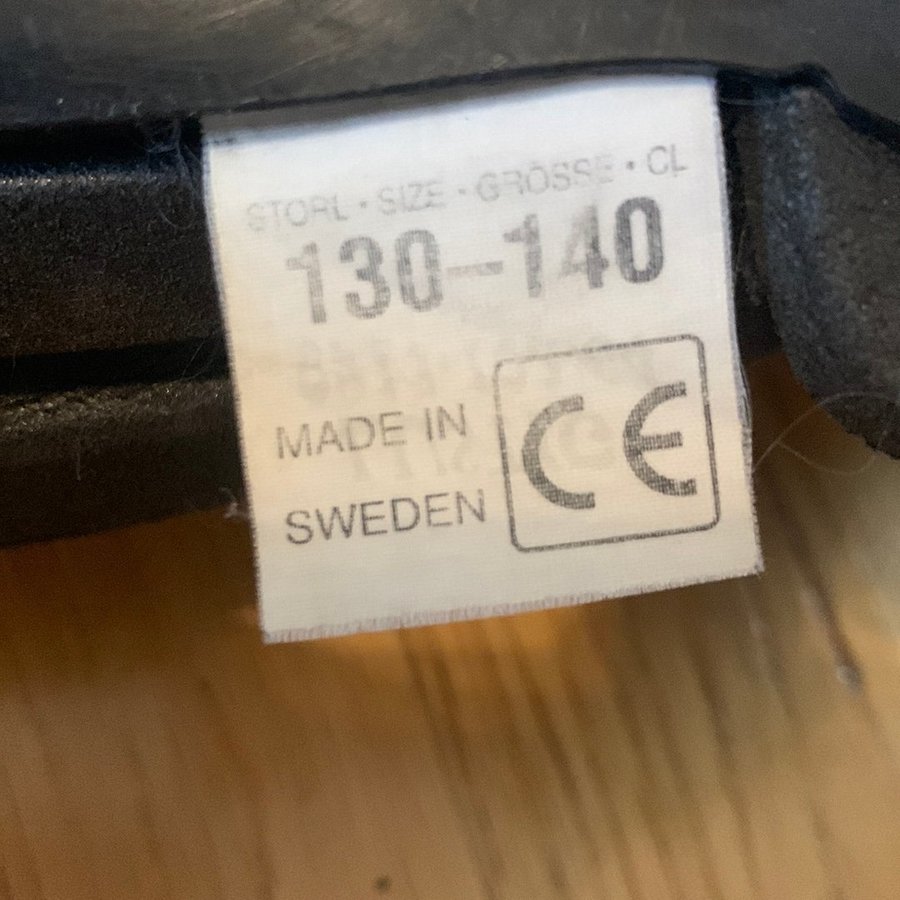 STORL · SIZE · GRÖSSE · CL
130–140
MADE IN
SWEDEN
CE